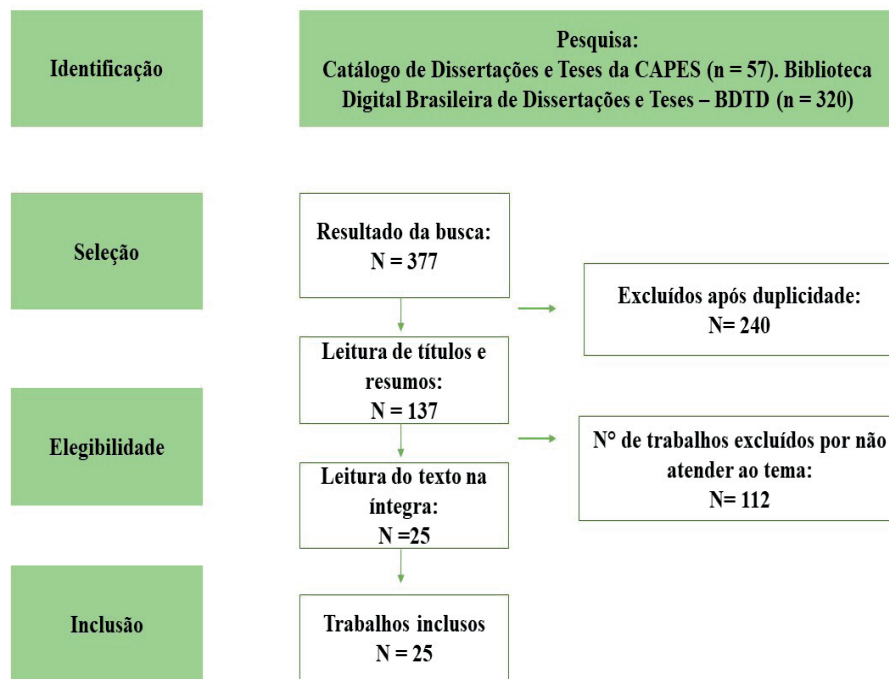 Identificação
Pesquisa:
Catálogo de Dissertações e Teses da CAPES (n = 57). Biblioteca
Digital Brasileira de Dissertações e Teses – BDTD (n = 320)
Seleção
Resultado da busca:
N = 377
Excluídos após duplicidade:
N= 240
Leitura de títulos e
resumos:
N = 137
Elegibilidade
N° de trabalhos excluídos por não
atender ao tema:
N= 112
Leitura do texto na
íntegra:
N =25
Inclusão
Trabalhos inclusos
N = 25